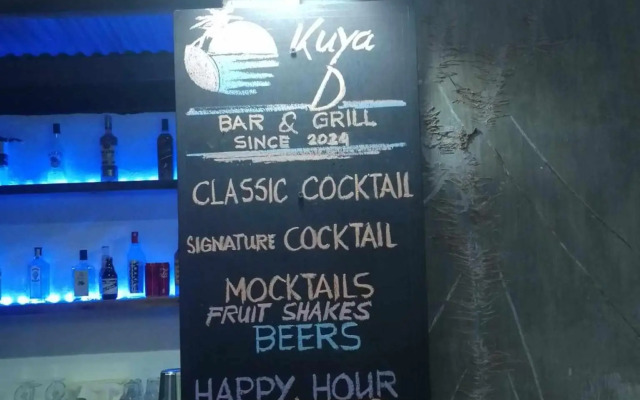 Kuya
D
BAR & GRILL
SINCE 2024
CLASSIC COCKTAIL
SIGNATURE COCKTAIL
MOCKTAILS
FRUIT SHAKES
BEERS
HAPPY HOUR